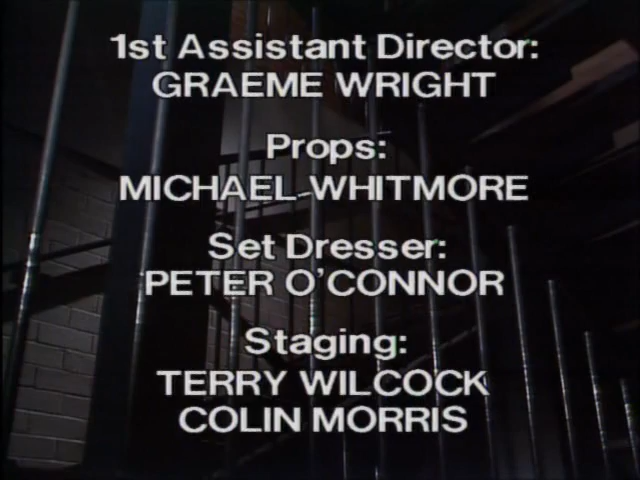 1st Assistant Director:
GRAEME WRIGHT
Props:
MICHAEL WHITMORE
Set Dresser:
PETER O'CONNOR
Staging:
TERRY WILCOCK
COLIN MORRIS